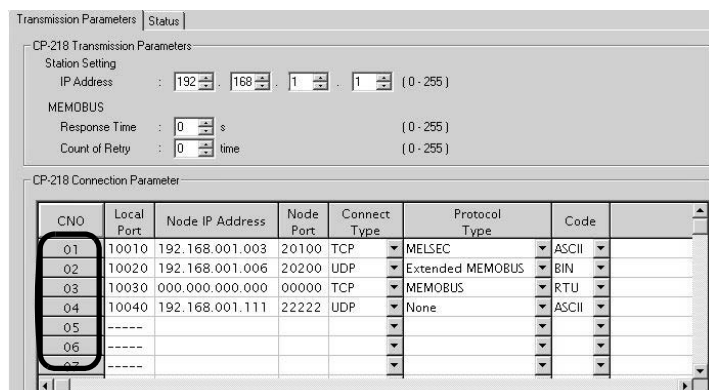 Transmission Parameters Status
CP-218 Transmission Parameters
Station Setting
IP Address : 192 . 168 . 1 . 1 ( 0 - 255 )
MEMOBUS
Response Time : 0 s ( 0 - 255 )
Count of Retry : 0 time ( 0 - 255 )
CP-218 Connection Parameter
CNO Local Port Node IP Address Node Port Connect Type Protocol Type Code
01 10010 192.168.001.003 20100 TCP MELSEC ASCII
02 10020 192.168.001.006 20200 UDP Extended MEMOBUS BIN
03 10030 000.000.000.000 00000 TCP MEMOBUS RTU
04 10040 192.168.001.111 22222 UDP None ASCII
05 -----
06 -----
07 -----